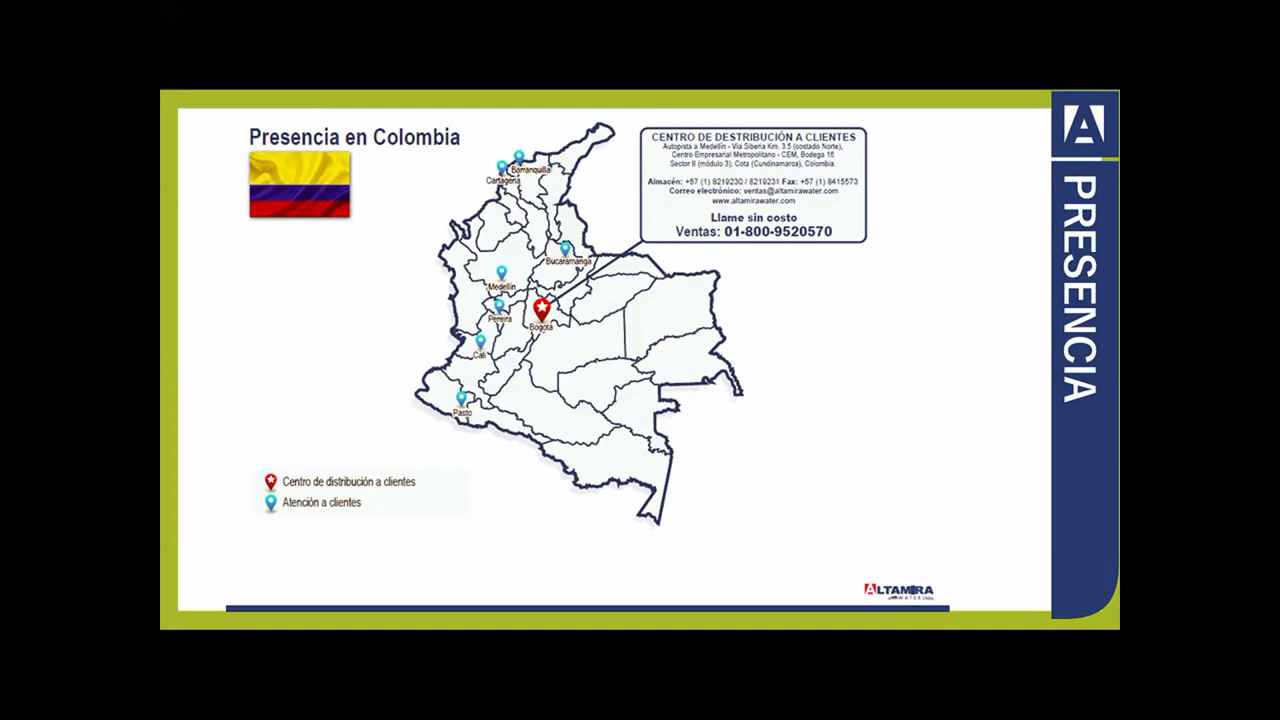 Presencia en Colombia
CENTRO DE DESTRIBUCIÓN A CLIENTES
Autopista a Medellín - Vía Siberia Km. 3.5 (costado Norte),
Centro Empresarial Metropolitano - CEM, Bodega 16
Sector II (módulo 3), Cota (Cundinamarca), Colombia.
Almacén: +57 (1) 8219230 / 8219231 Fax: +57 (1) 8415573
Correo electrónico: ventas@altamirawater.com
www.altamirawater.com
Llame sin costo
Ventas: 01-800-9520570
Barranquilla
Cartagena
Bucaramanga
Medellín
Pereira
Bogotá
Cali
Pasto
Centro de distribución a clientes
Atención a clientes
ALTAMIRA
WATER
A
PRESENCIA